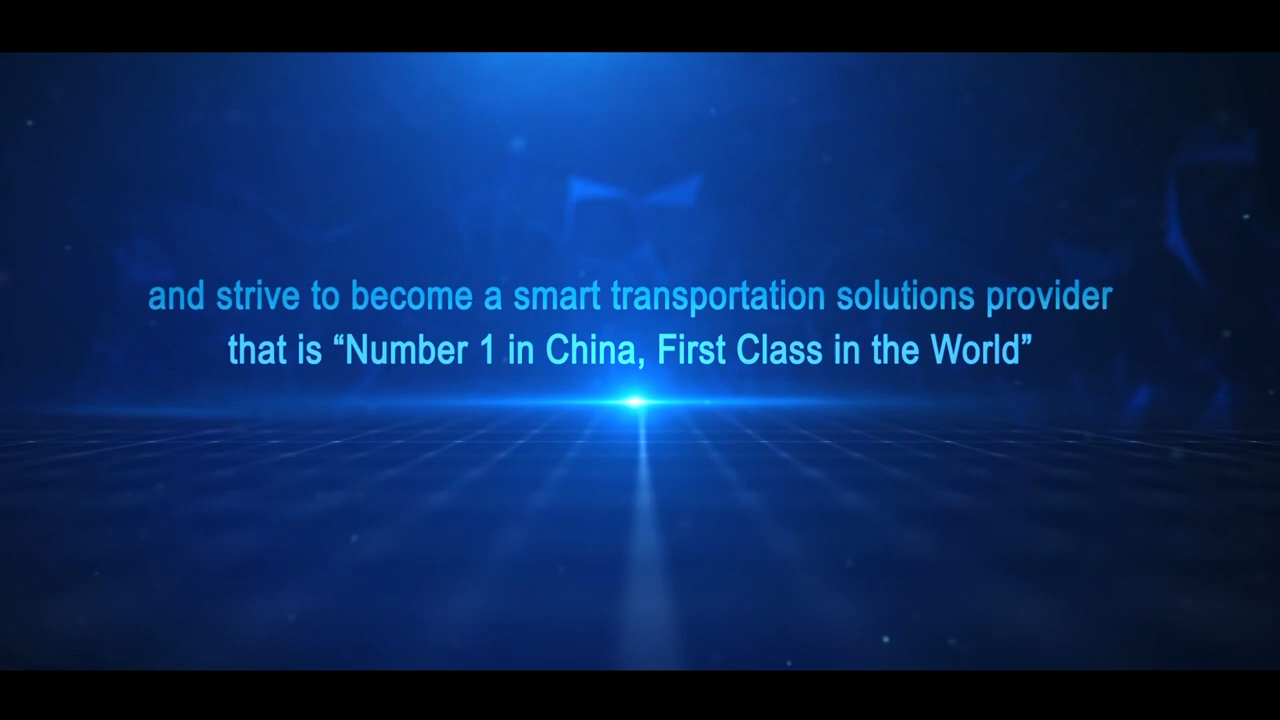 and strive to become a smart transportation solutions provider
that is “Number 1 in China, First Class in the World”